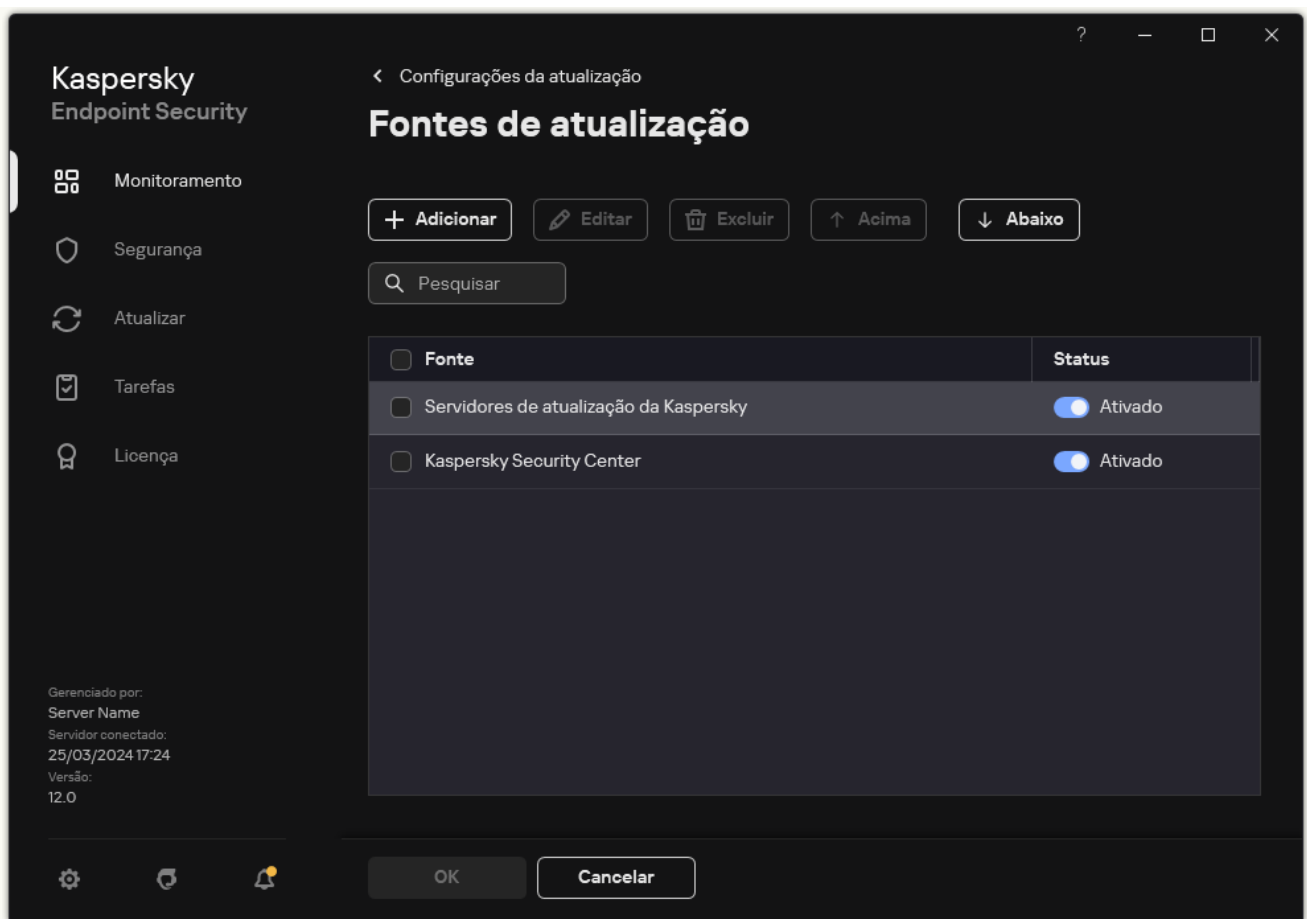 ?
Kaspersky
Endpoint Security
Monitoramento
Segurança
Atualizar
Tarefas
Licença
Gerenciado por:
Server Name
Servidor conectado:
25/03/2024 17:24
Versão:
12.0
Configurações da atualização
Fontes de atualização
Adicionar Editar Excluir Acima Abaixo
Pesquisar
Fonte Status
Servidores de atualização da Kaspersky Ativado
Kaspersky Security Center Ativado
OK Cancelar